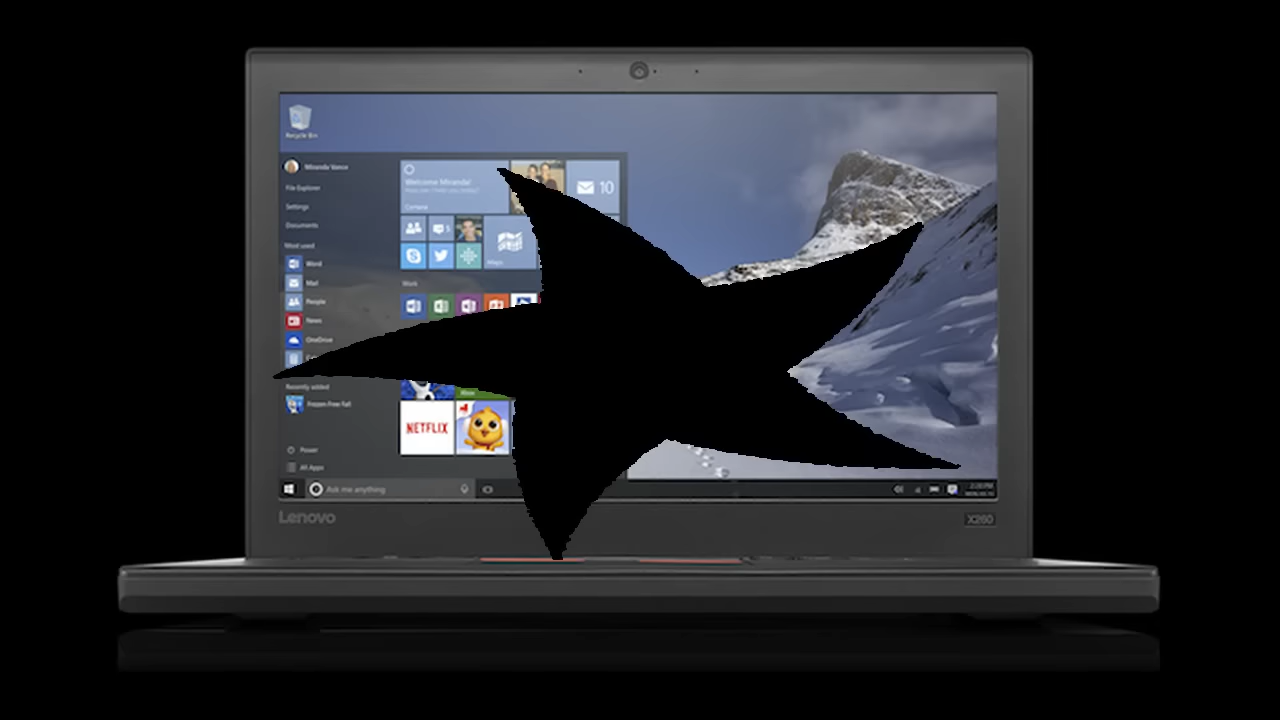 Recycle Bin
Miranda Vance
File Explorer
Settings
Documents
Most used
Word
Mail
People
News
OneDrive
Recently added
Frozen Free Fall
Power
All Apps
Welcome Miranda!
Cortana
10
Maps
Work
Xbox
NETFLIX
Ask me anything
Lenovo
X260